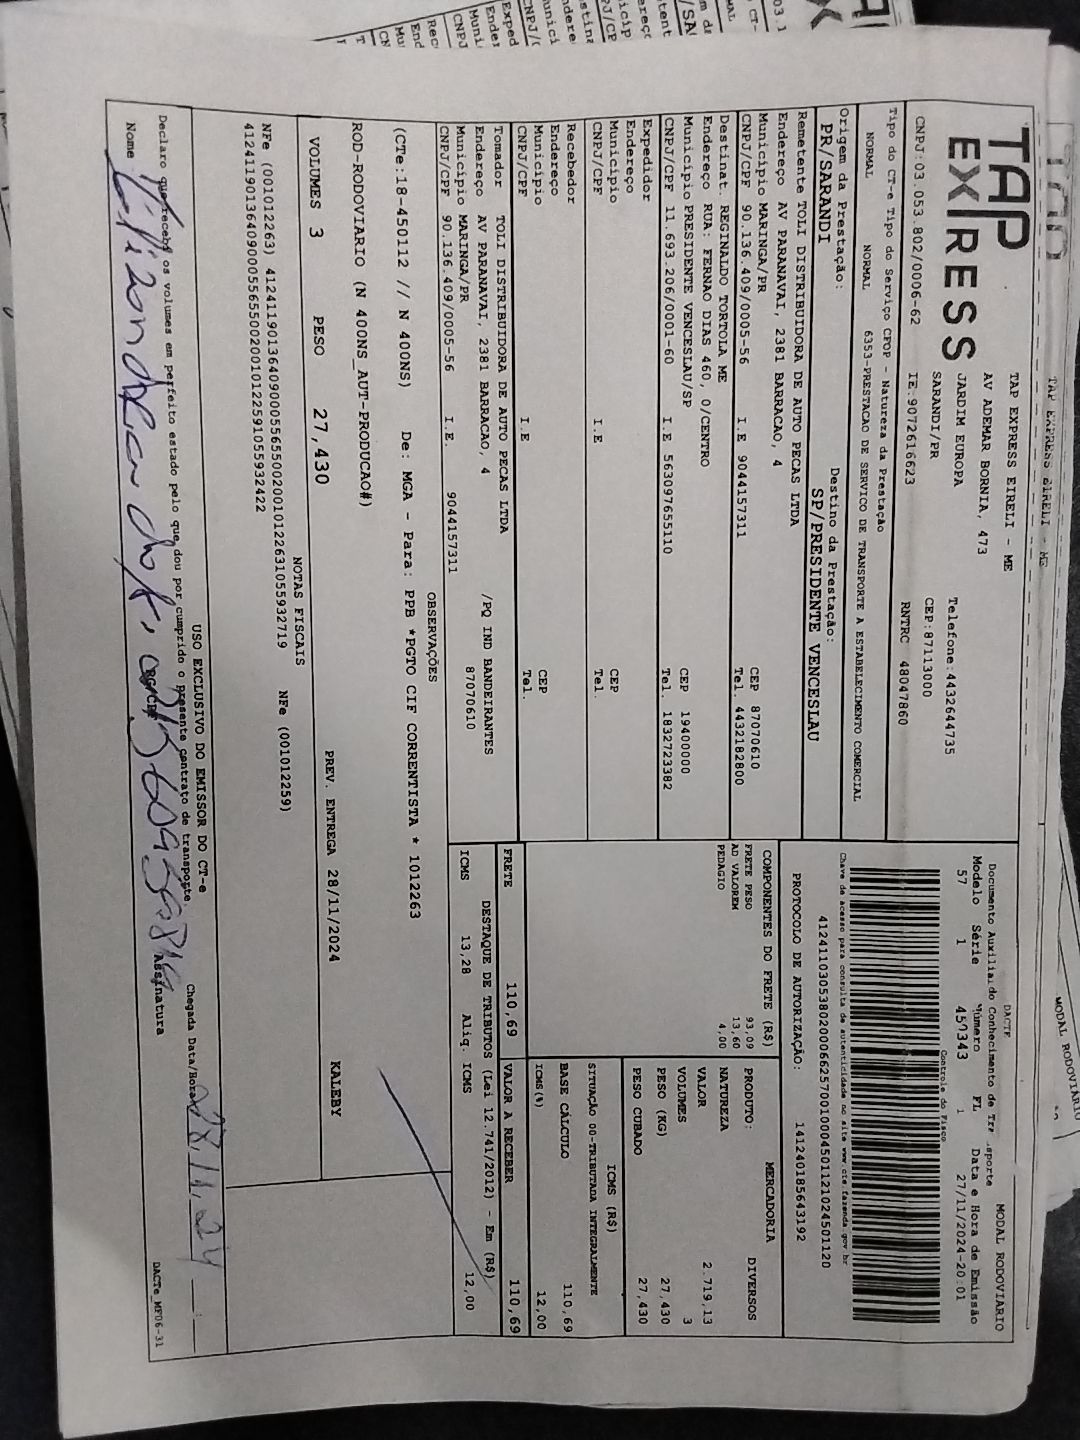 TAP EXPRESS
TAP EXPRESS EIRELI - ME
AV ADEMAR BORNIA, 473
JARDIM EUROPA
SARANDI/PR
Telefone:4432644735
CEP:87113000
CNPJ:03.053.802/0006-62 IE:9072616623 RNTRC 48047860
Tipo do CT-e Tipo do Serviço CFOP - Natureza da Prestação
NORMAL NORMAL 6353-PRESTACAO DE SERVICO DE TRANSPORTE A ESTABELECIMENTO COMERCIAL
Origem da Prestação: Destino da Prestação:
PR/SARANDI SP/PRESIDENTE VENCESLAU
Remetente TOLI DISTRIBUIDORA DE AUTO PECAS LTDA
Endereço AV PARANAVAI, 2381 BARRACAO, 4
Município MARINGA/PR CEP 87070610
CNPJ/CPF 90.136.409/0005-56 I.E 9044157311 Tel. 4432182800
Destinat. REGINALDO TORTOLA ME
Endereço RUA: FERNAO DIAS 460, 0/CENTRO
Município PRESIDENTE VENCESLAU/SP CEP 19400000
CNPJ/CPF 11.693.206/0001-60 I.E 563097655110 Tel. 1832723382
Expedidor
Endereço
Município CEP
CNPJ/CPF I.E Tel.
Recebedor
Endereço
Município CEP
CNPJ/CPF I.E Tel.
Tomador TOLI DISTRIBUIDORA DE AUTO PECAS LTDA
Endereço AV PARANAVAI, 2381 BARRACAO, 4 /PQ IND BANDEIRANTES
Município MARINGA/PR 87070610
CNPJ/CPF 90.136.409/0005-56 I.E. 9044157311
DACTE
MODAL RODOVIARIO
Documento Auxiliar do Conhecimento de Transporte
Modelo Série Número FL Data e Hora de Emissão
57 1 450343 1 27/11/2024-20:01
Controle do Fisco
Chave de acesso para consulta de autenticidade no site www.cte.fazenda.gov.br
41241103053802000662570010004501121024501120
PROTOCOLO DE AUTORIZAÇÃO: 141240185643192
COMPONENTES DO FRETE (R$)
FRETE PESO 93,09
AD VALOREM 13,60
PEDAGIO 4,00
MERCADORIA
PRODUTO: DIVERSOS
NATUREZA
VALOR 2.719,13
VOLUMES 3
PESO (KG) 27,430
PESO CUBADO 27,430
ICMS (R$)
SITUAÇÃO 00-TRIBUTADA INTEGRALMENTE
BASE CÁLCULO 110,69
ICMS(%) 12,00
FRETE 110,69 VALOR A RECEBER 110,69
DESTAQUE DE TRIBUTOS (Lei 12.741/2012) - Em (R$)
ICMS 13,28 Aliq. ICMS 12,00
OBSERVAÇÕES
(CTe:18-450112 // N 400NS) De: MGA - Para: PPB *PGTO CIF CORRENTISTA * 1012263
ROD-RODOVIARIO (N 400NS_AUT-PRODUCAO#)
VOLUMES 3 PESO 27,430 PREV. ENTREGA 28/11/2024 KALEBY
NOTAS FISCAIS
NFe (001012263) 41241190136409000556550020010122631055932719 NFe (001012259)
41241190136409000556550020010122591055932422
USO EXCLUSIVO DO EMISSOR DO CT-e
Declaro que recebi os volumes em perfeito estado pelo que dou por cumprido o presente contrato de transporte.
Chegada Data/Hora 28.11.24
Nome RG/CPF Assinatura
DACTe_MF06-31